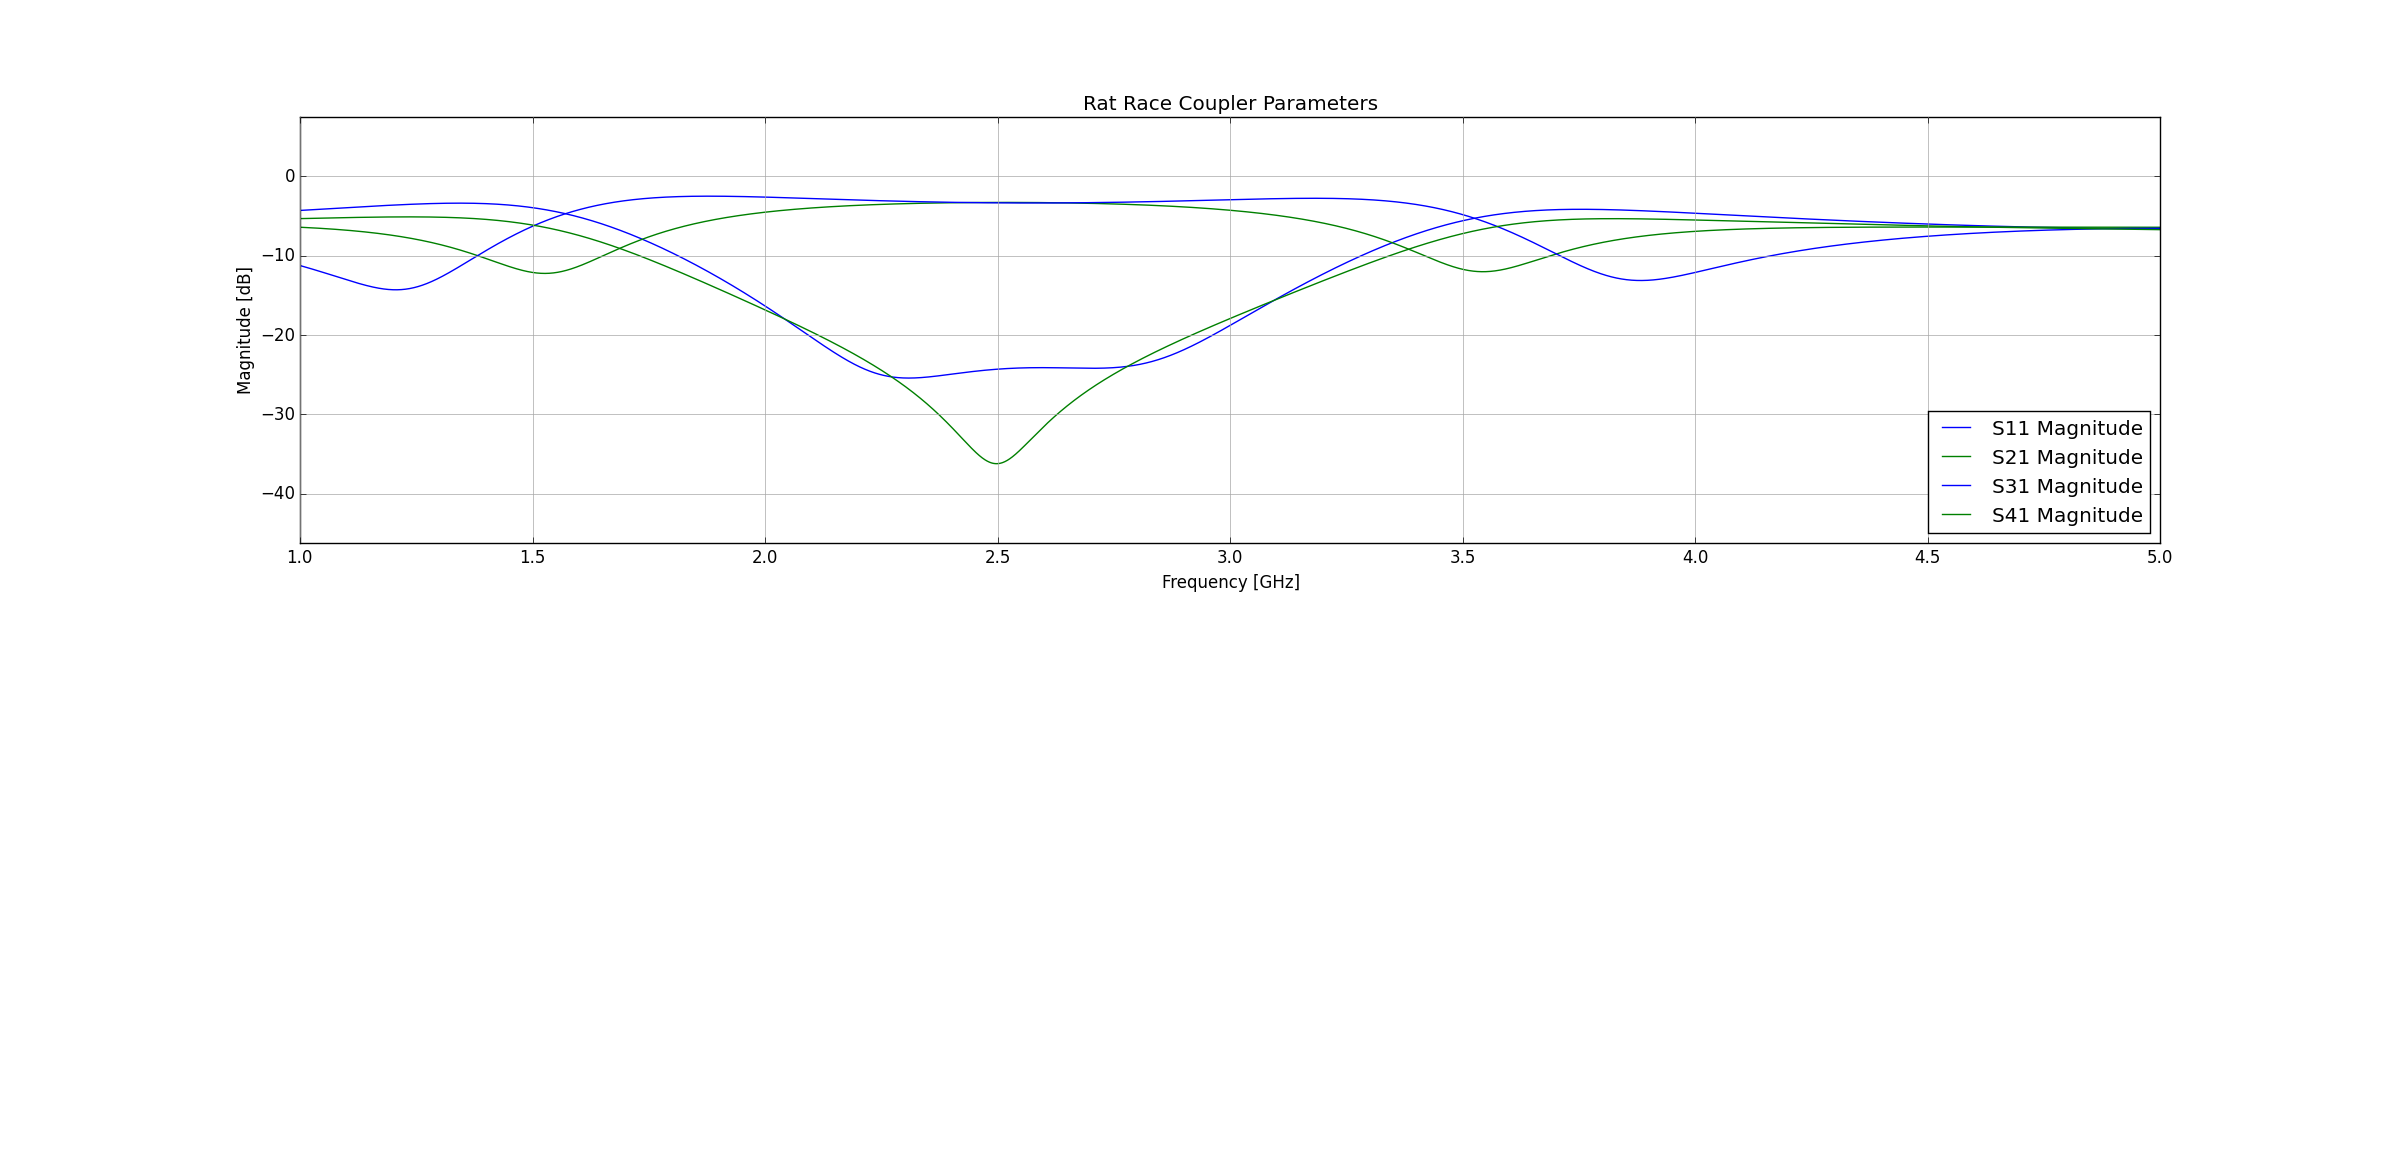 Rat Race Coupler Parameters
0
−10
−20
−30
−40
Magnitude [dB]
S11 Magnitude
S21 Magnitude
S31 Magnitude
S41 Magnitude
1.0 1.5 2.0 2.5 3.0 3.5 4.0 4.5 5.0
Frequency [GHz]